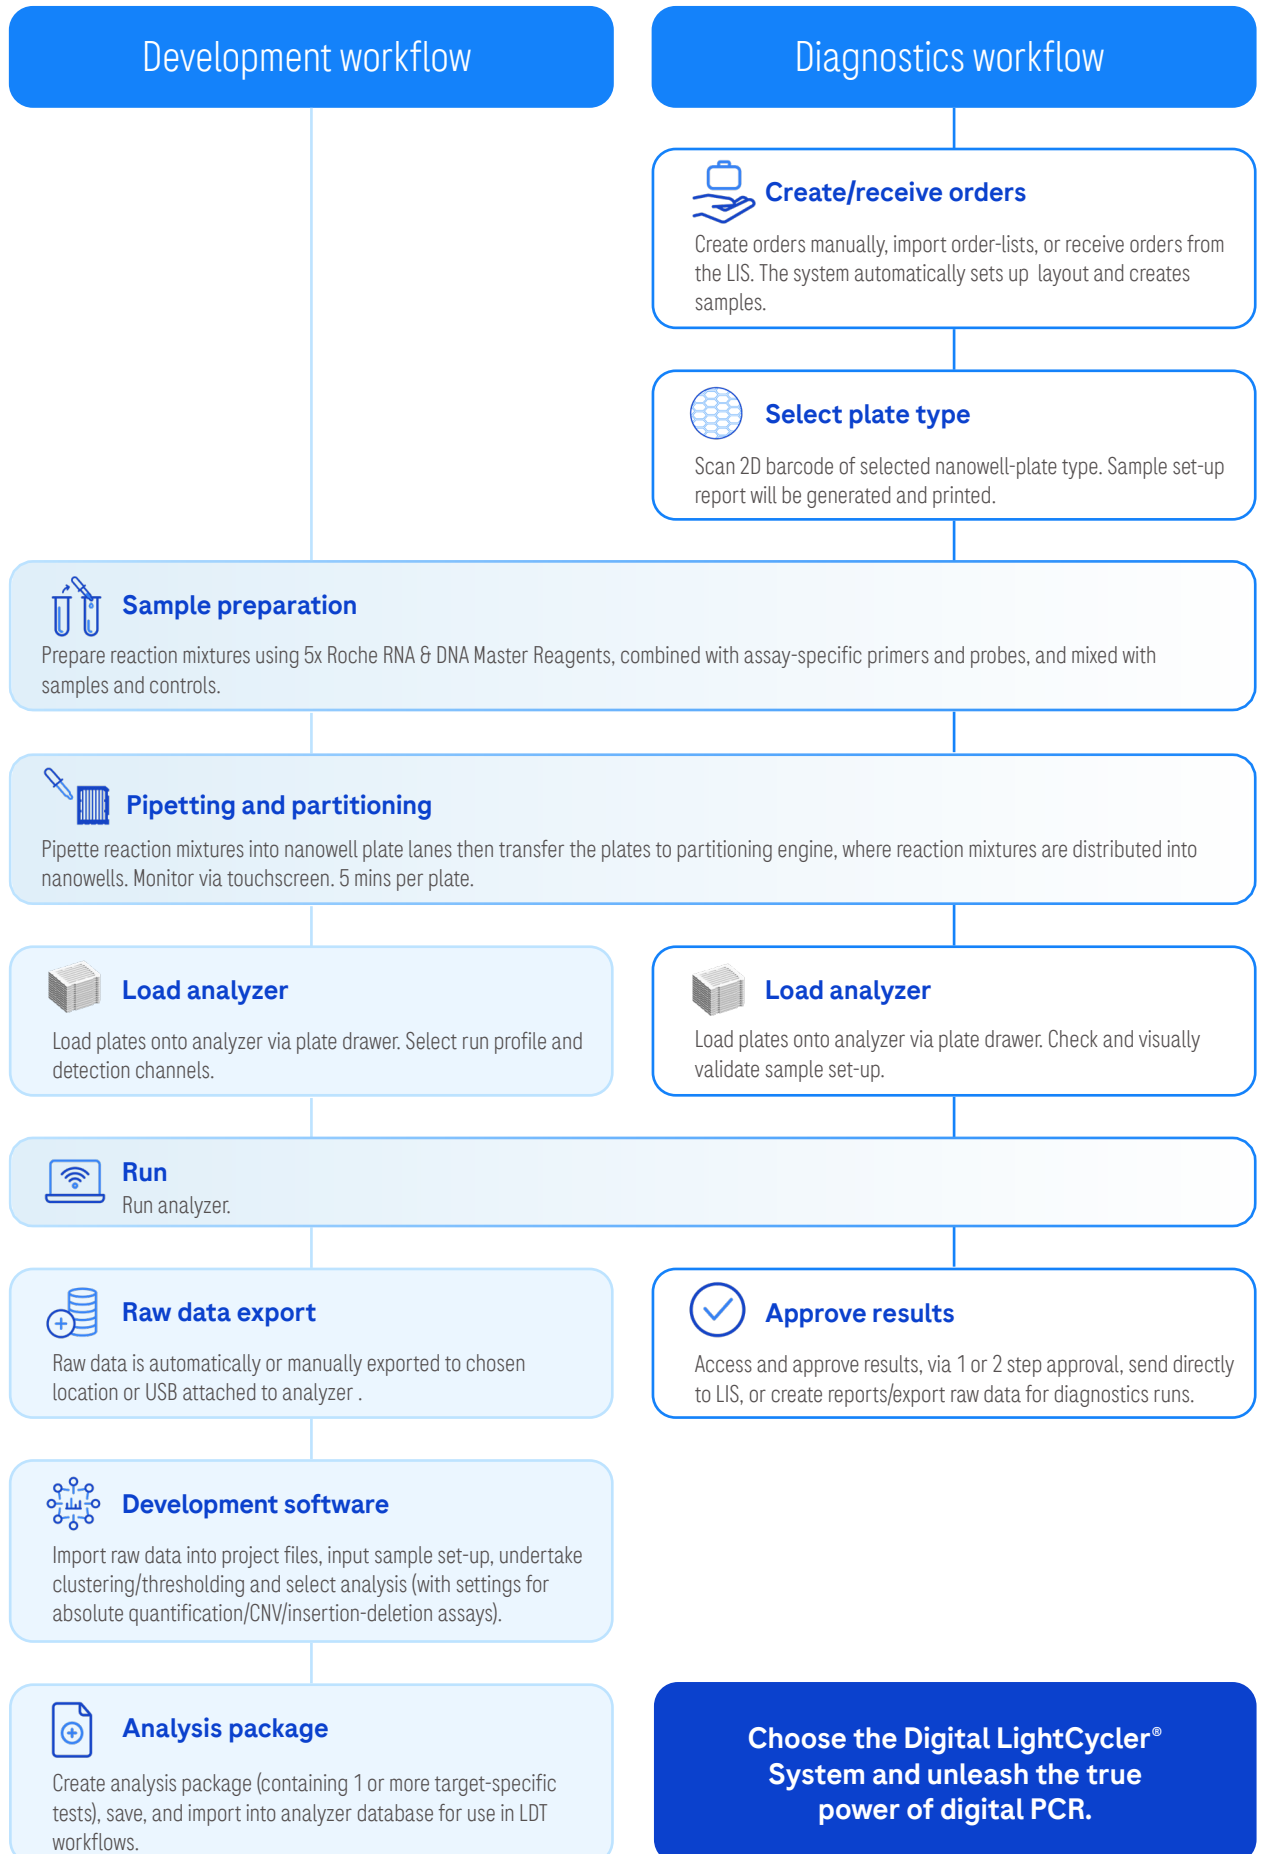 Development workflow
Diagnostics workflow
Create/receive orders
Create orders manually, import order-lists, or receive orders from
the LIS. The system automatically sets up layout and creates
samples.
Select plate type
Scan 2D barcode of selected nanowell-plate type. Sample set-up
report will be generated and printed.
Sample preparation
Prepare reaction mixtures using 5x Roche RNA & DNA Master Reagents, combined with assay-specific primers and probes, and mixed with
samples and controls.
Pipetting and partitioning
Pipette reaction mixtures into nanowell plate lanes then transfer the plates to partitioning engine, where reaction mixtures are distributed into
nanowells. Monitor via touchscreen. 5 mins per plate.
Load analyzer
Load plates onto analyzer via plate drawer. Select run profile and
detection channels.
Load analyzer
Load plates onto analyzer via plate drawer. Check and visually
validate sample set-up.
Run
Run analyzer.
Raw data export
Raw data is automatically or manually exported to chosen
location or USB attached to analyzer .
Approve results
Access and approve results, via 1 or 2 step approval, send directly
to LIS, or create reports/export raw data for diagnostics runs.
Development software
Import raw data into project files, input sample set-up, undertake
clustering/thresholding and select analysis (with settings for
absolute quantification/CNV/insertion-deletion assays).
Analysis package
Create analysis package (containing 1 or more target-specific
tests), save, and import into analyzer database for use in LDT
workflows.
Choose the Digital LightCycler®
System and unleash the true
power of digital PCR.